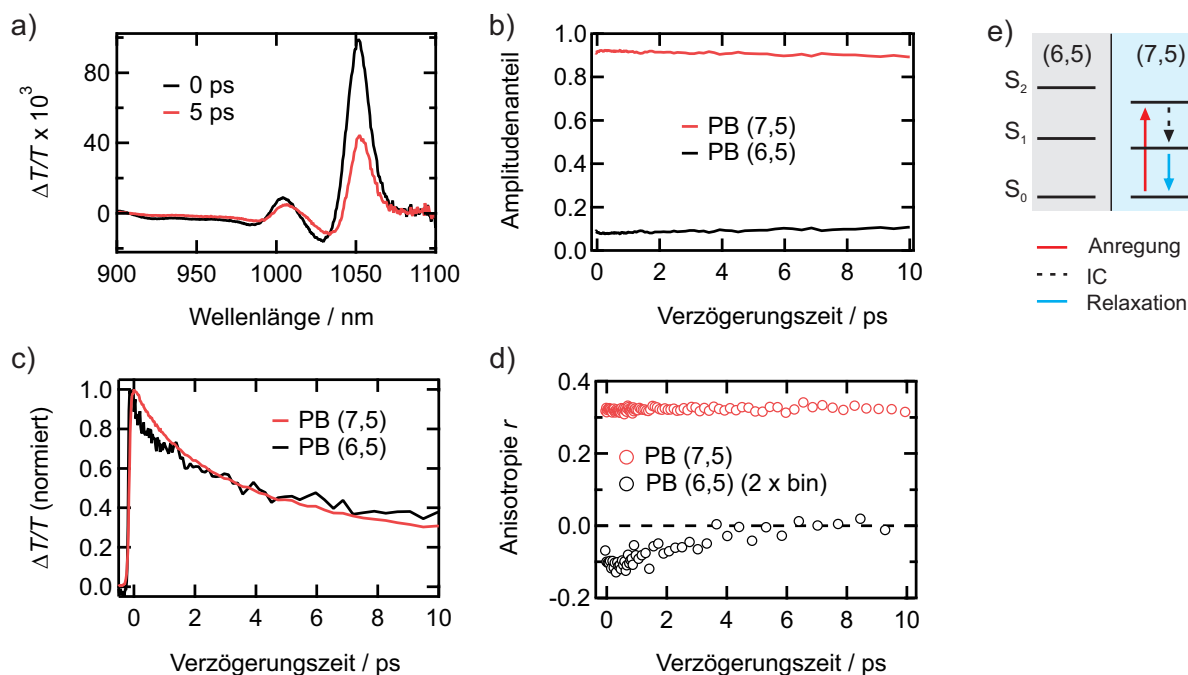 a)
ΔT/T x 10³
80
40
0
0 ps
5 ps
900
950
1000
1050
1100
Wellenlänge / nm
b)
Amplitudenanteil
1.0
0.8
0.6
0.4
0.2
0.0
PB (7,5)
PB (6,5)
0
2
4
6
8
10
Verzögerungszeit / ps
e)
(6,5)
(7,5)
S₂
S₁
S₀
Anregung
IC
Relaxation
c)
ΔT/T (normiert)
1.0
0.8
0.6
0.4
0.2
0.0
PB (7,5)
PB (6,5)
0
2
4
6
8
10
Verzögerungszeit / ps
d)
Anisotropie r
0.4
0.2
0.0
-0.2
PB (7,5)
PB (6,5) (2 x bin)
0
2
4
6
8
10
Verzögerungszeit / ps